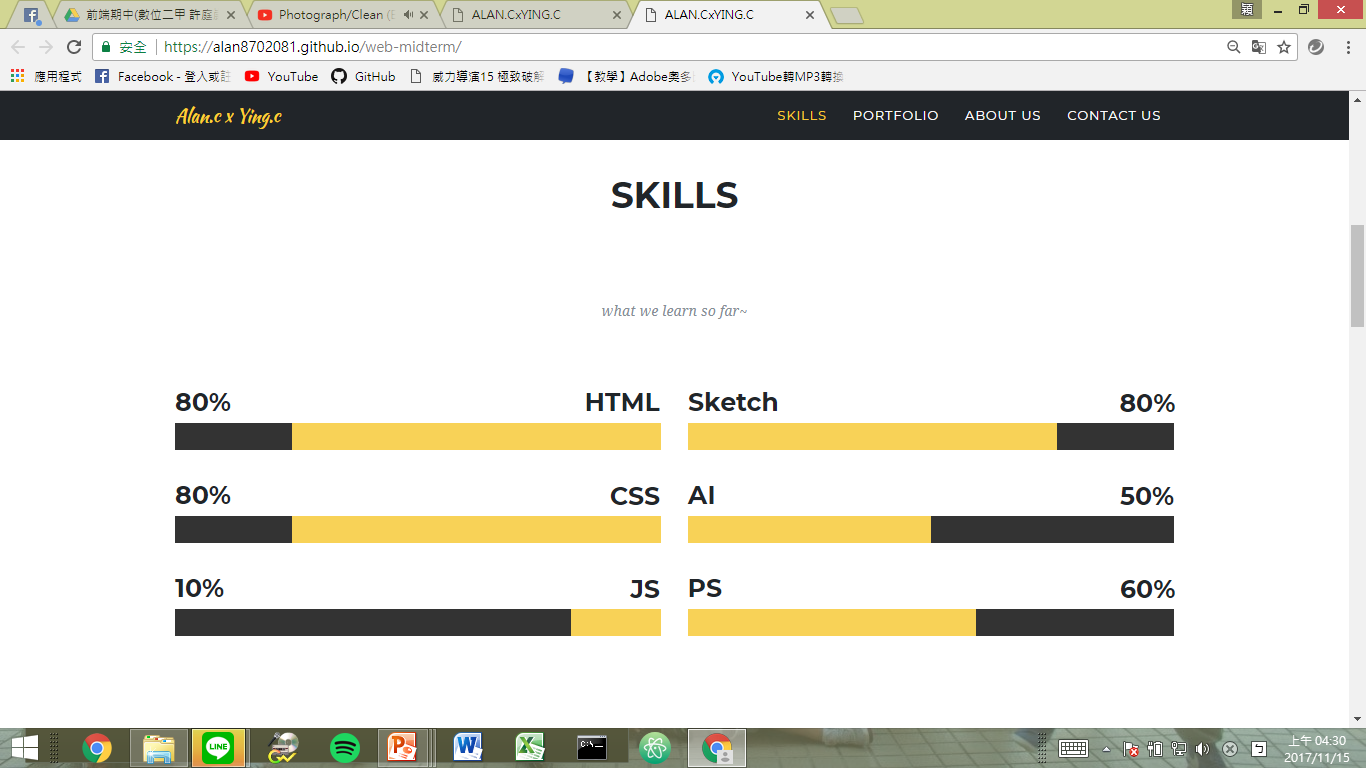 前端期中(數位二甲 許庭
Photograph/Clean
ALAN.CxYING.C
ALAN.CxYING.C
安全 https://alan8702081.github.io/web-midterm/
應用程式 Facebook - 登入或註 YouTube GitHub 威力導演15 極致破解 【教學】Adobe奧多 YouTube轉MP3轉換
Alan.c x Ying.c SKILLS PORTFOLIO ABOUT US CONTACT US
SKILLS
what we learn so far~
80% HTML Sketch 80%
80% CSS AI 50%
10% JS PS 60%
LINE
上午 04:30
2017/11/15